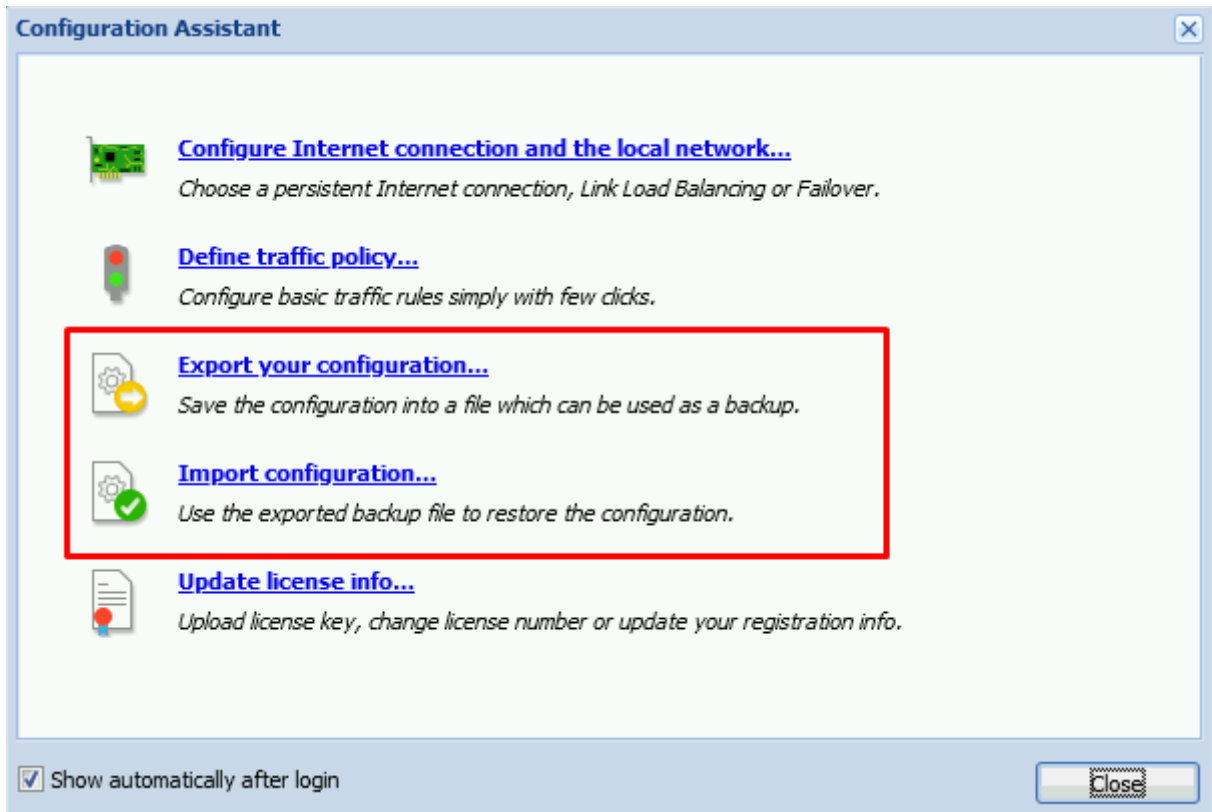 Configuration Assistant
Configure Internet connection and the local network...
Choose a persistent Internet connection, Link Load Balancing or Failover.
Define traffic policy...
Configure basic traffic rules simply with few clicks.
Export your configuration...
Save the configuration into a file which can be used as a backup.
Import configuration...
Use the exported backup file to restore the configuration.
Update license info...
Upload license key, change license number or update your registration info.
Show automatically after login
Close